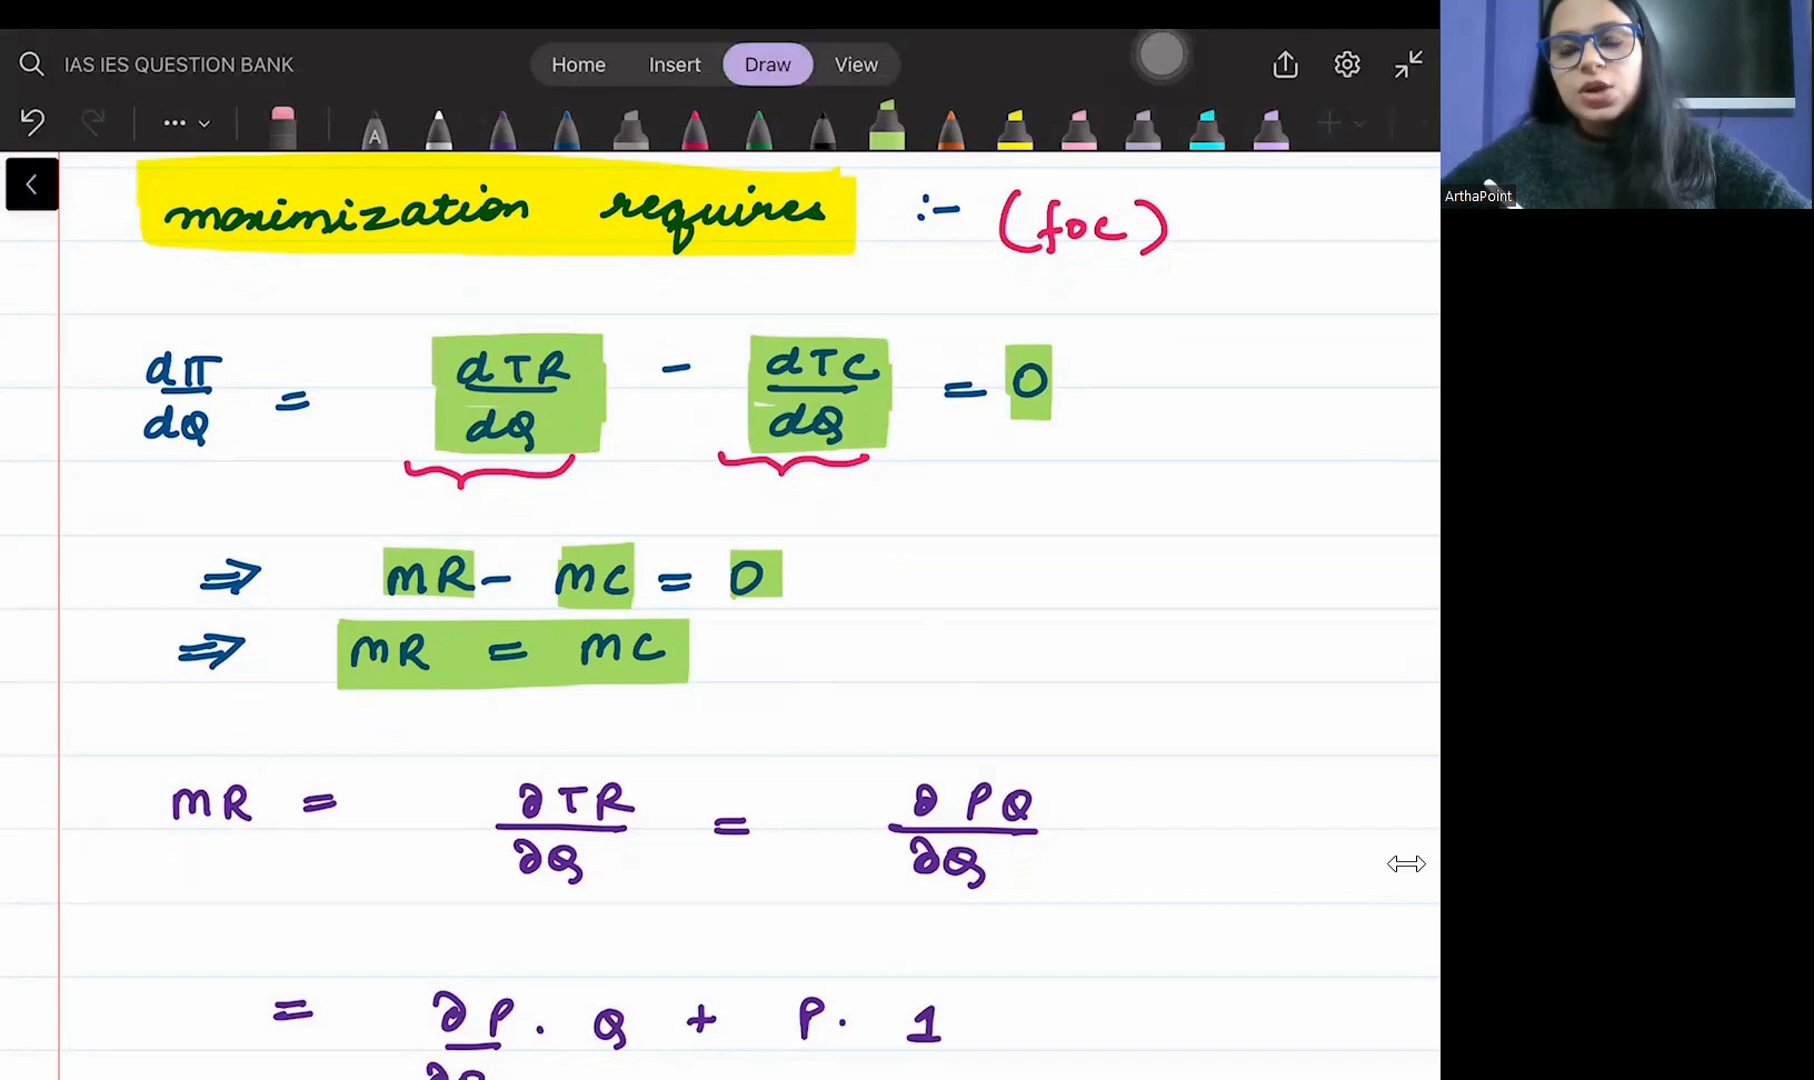 IAS IES QUESTION BANK
Home Insert Draw View
A
ArthaPoint
maximization requires :- (foc)
dπ/dQ = dTR/dQ - dTC/dQ = 0
⇒ MR - MC = 0
⇒ MR = MC
MR = ∂TR/∂Q = ∂PQ/∂Q
= ∂P/∂Q . Q + P . 1